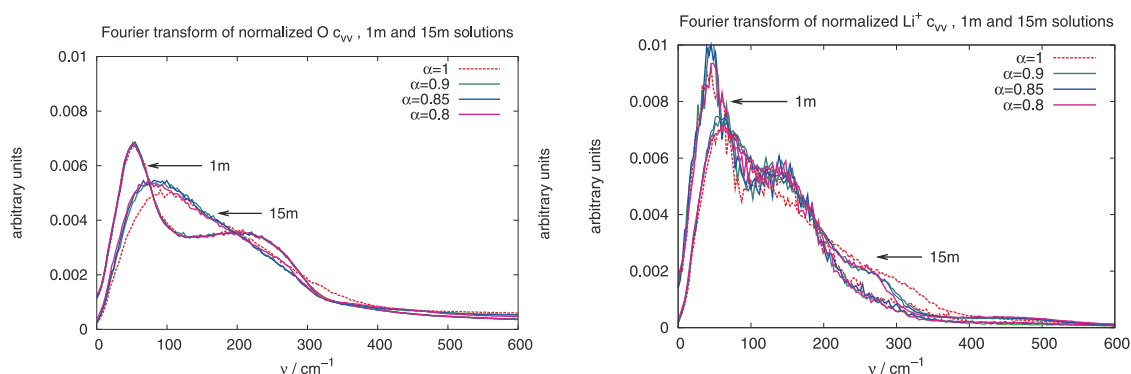 Fourier transform of normalized O cvv , 1m and 15m solutions
0.01
0.008
0.006
0.004
0.002
0
arbitrary units
α=1
α=0.9
α=0.85
α=0.8
1m
15m
0 100 200 300 400 500 600
ν / cm⁻¹
Fourier transform of normalized Li⁺ cvv , 1m and 15m solutions
0.01
0.008
0.006
0.004
0.002
0
arbitrary units
α=1
α=0.9
α=0.85
α=0.8
1m
15m
0 100 200 300 400 500 600
ν / cm⁻¹